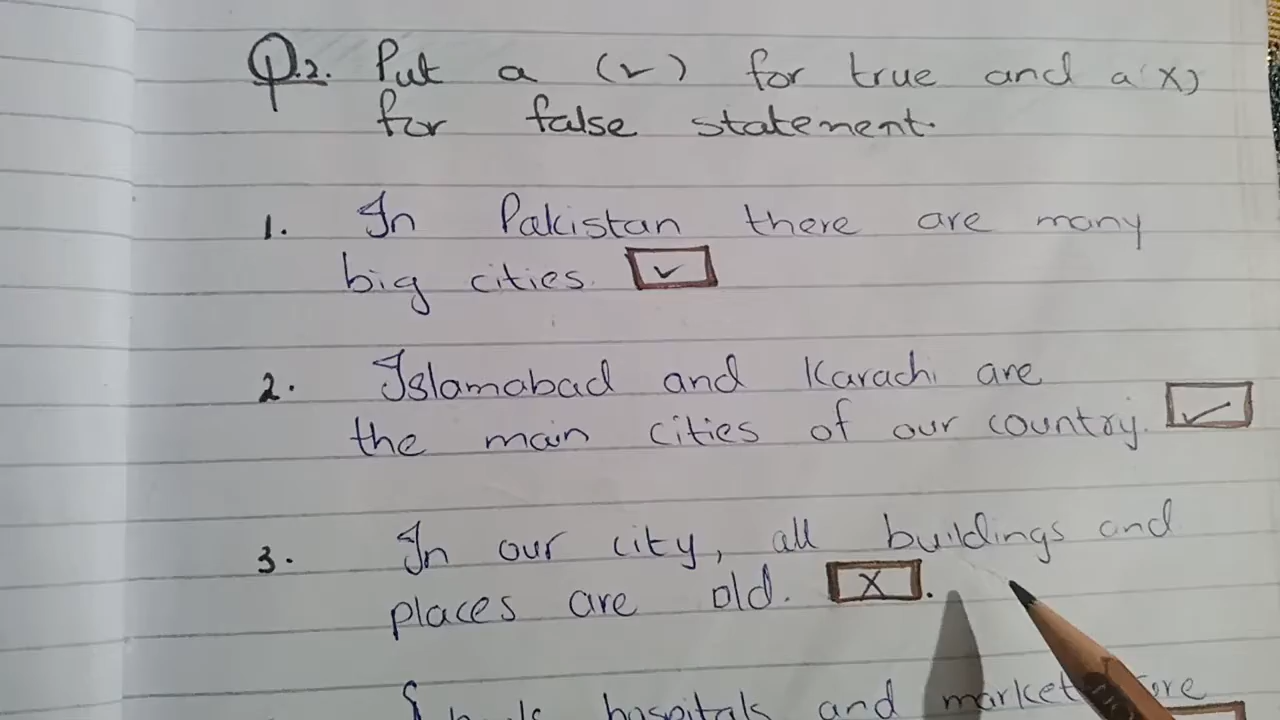 Q.2. Put a (✓) for true and a (X)
for false statement.
1. In Pakistan there are many
big cities. ✓
2. Islamabad and Karachi are
the main cities of our country. ✓
3. In our city, all buildings and
places are old. X.
hospitals and market